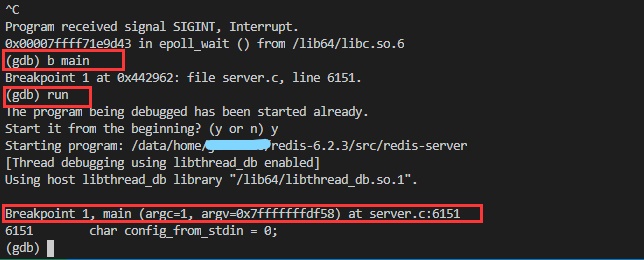 ^C
Program received signal SIGINT, Interrupt.
0x00007ffff71e9d43 in epoll_wait () from /lib64/libc.so.6
(gdb) b main
Breakpoint 1 at 0x442962: file server.c, line 6151.
(gdb) run
The program being debugged has been started already.
Start it from the beginning? (y or n) y
Starting program: /data/home/ redis-6.2.3/src/redis-server
[Thread debugging using libthread_db enabled]
Using host libthread_db library "/lib64/libthread_db.so.1".
Breakpoint 1, main (argc=1, argv=0x7fffffffdf58) at server.c:6151
6151 char config_from_stdin = 0;
(gdb)